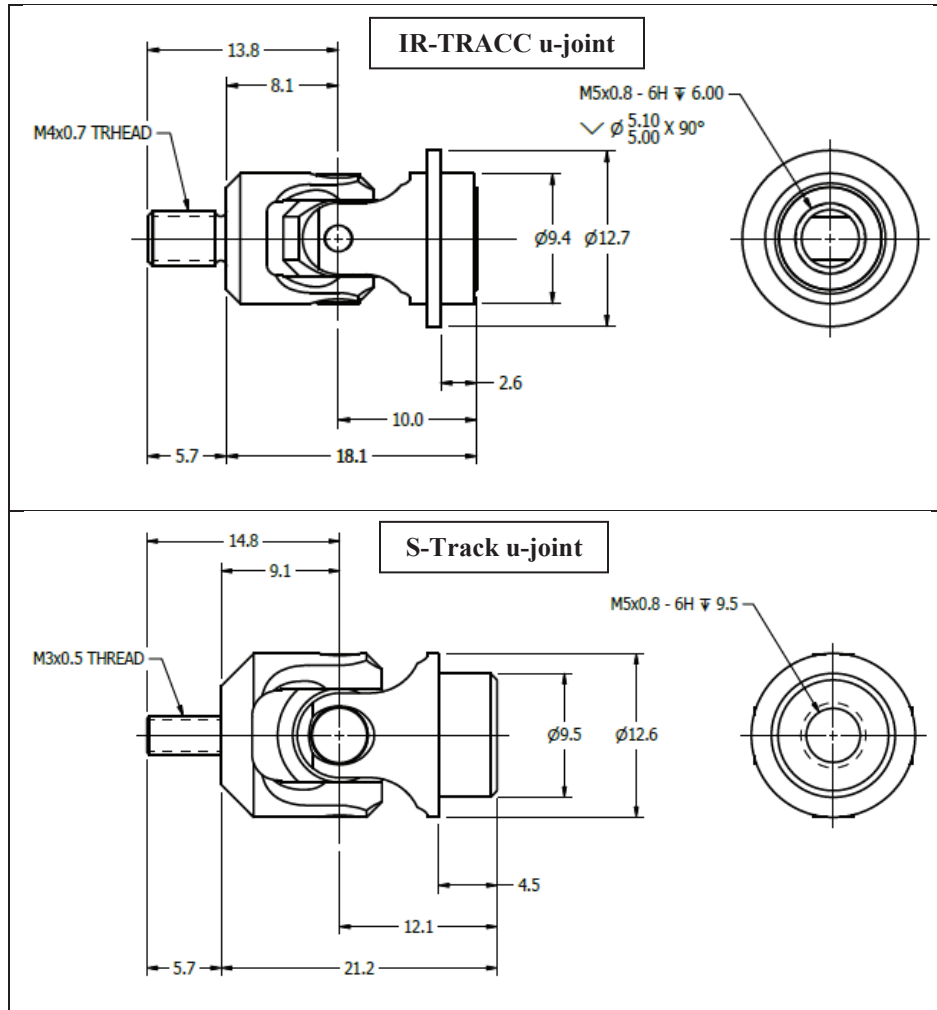 IR-TRACC u-joint
13.8
8.1
M5x0.8 - 6H ↧ 6.00
⌵ Ø 5.10 5.00 X 90°
M4x0.7 TRHEAD
Ø9.4 Ø12.7
2.6
10.0
5.7 18.1
S-Track u-joint
14.8
9.1
M5x0.8 - 6H ↧ 9.5
M3x0.5 THREAD
Ø9.5 Ø12.6
4.5
12.1
5.7 21.2